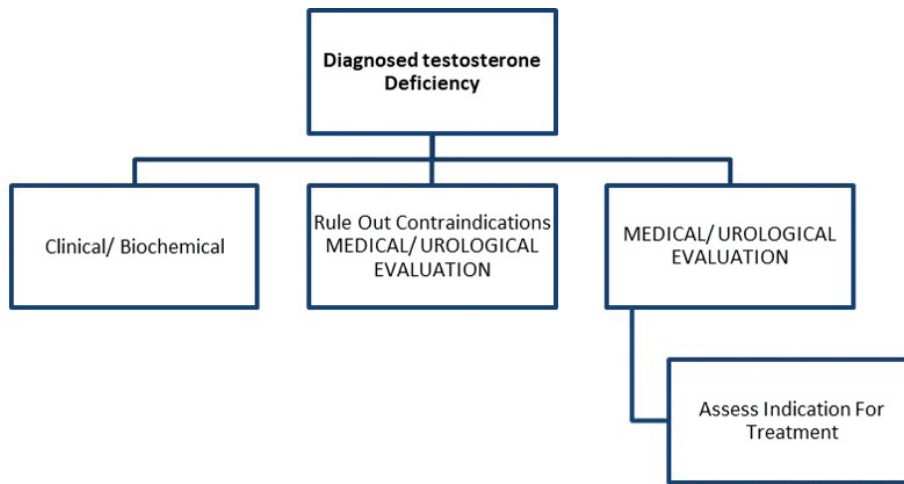 Diagnosed testosterone
Deficiency
Clinical/ Biochemical
Rule Out Contraindications
MEDICAL/ UROLOGICAL
EVALUATION
MEDICAL/ UROLOGICAL
EVALUATION
Assess Indication For
Treatment